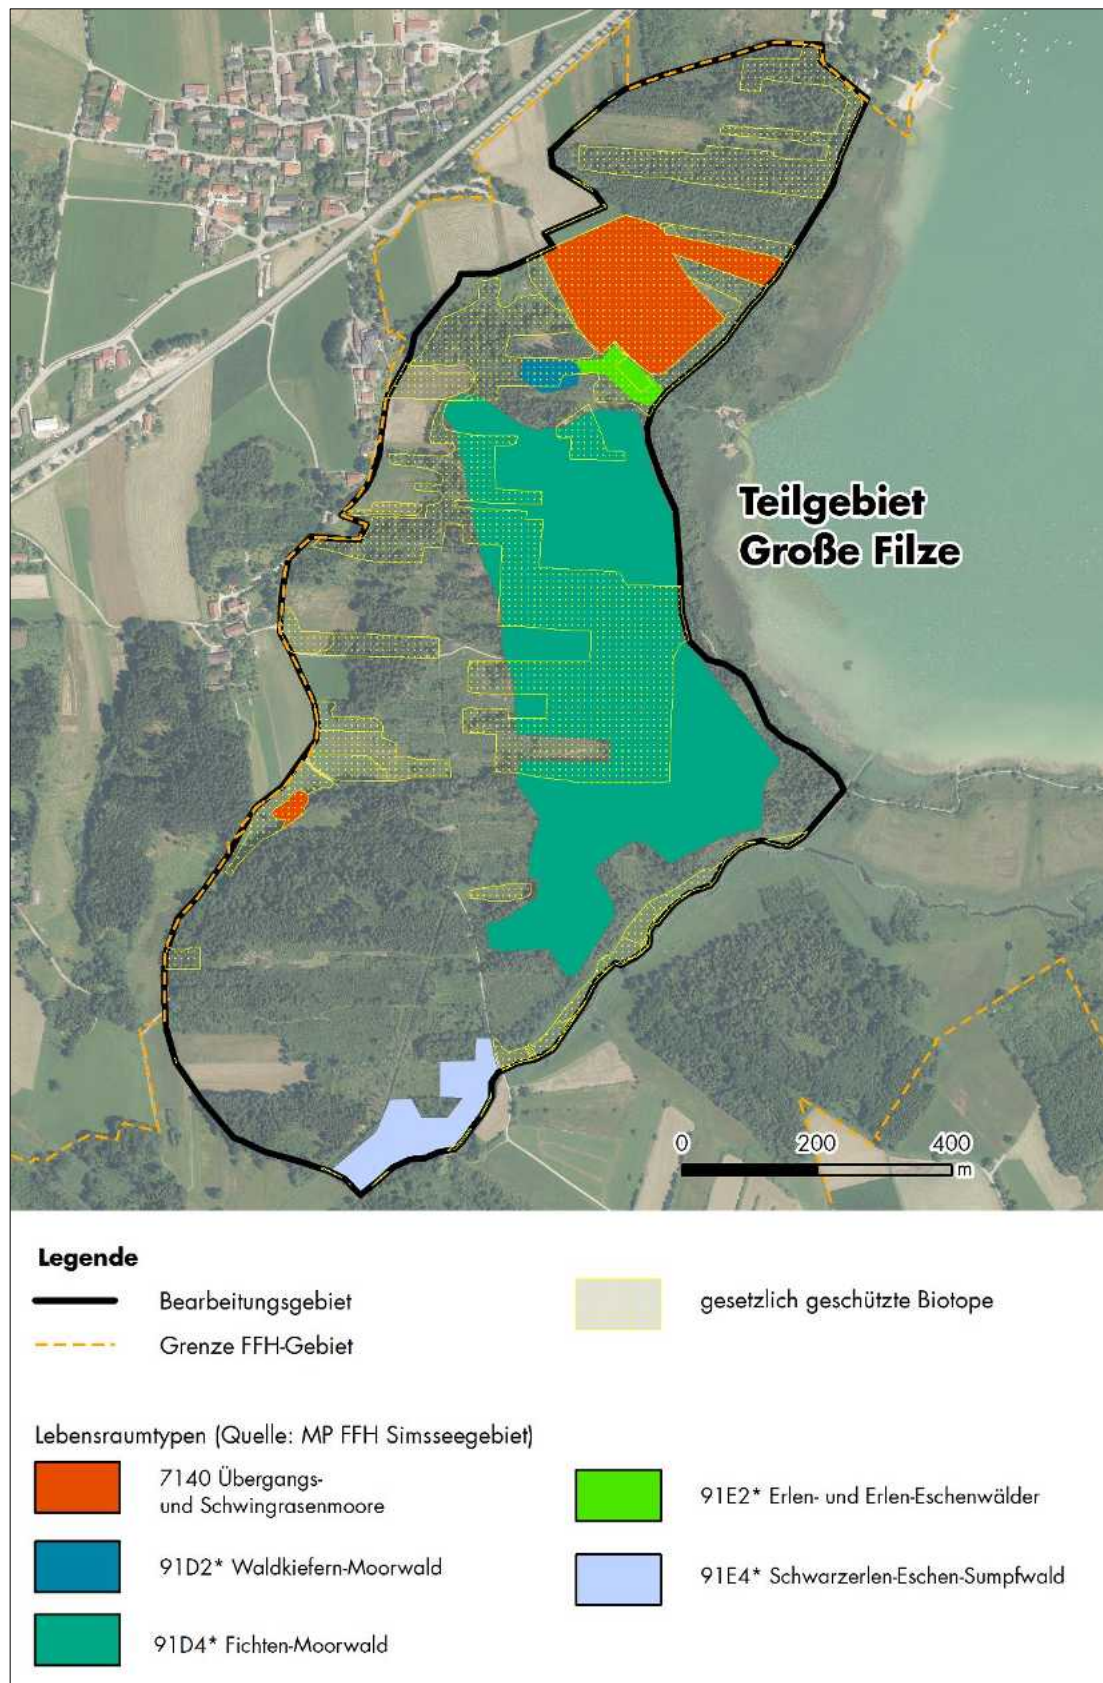 Teilgebiet
Große Filze
0 200 400
m
Legende
Bearbeitungsgebiet
Grenze FFH-Gebiet
gesetzlich geschützte Biotope
Lebensraumtypen (Quelle: MP FFH Simsseegebiet)
7140 Übergangs-
und Schwingrasenmoore
91D2* Waldkiefern-Moorwald
91D4* Fichten-Moorwald
91E2* Erlen- und Erlen-Eschenwälder
91E4* Schwarzerlen-Eschen-Sumpfwald